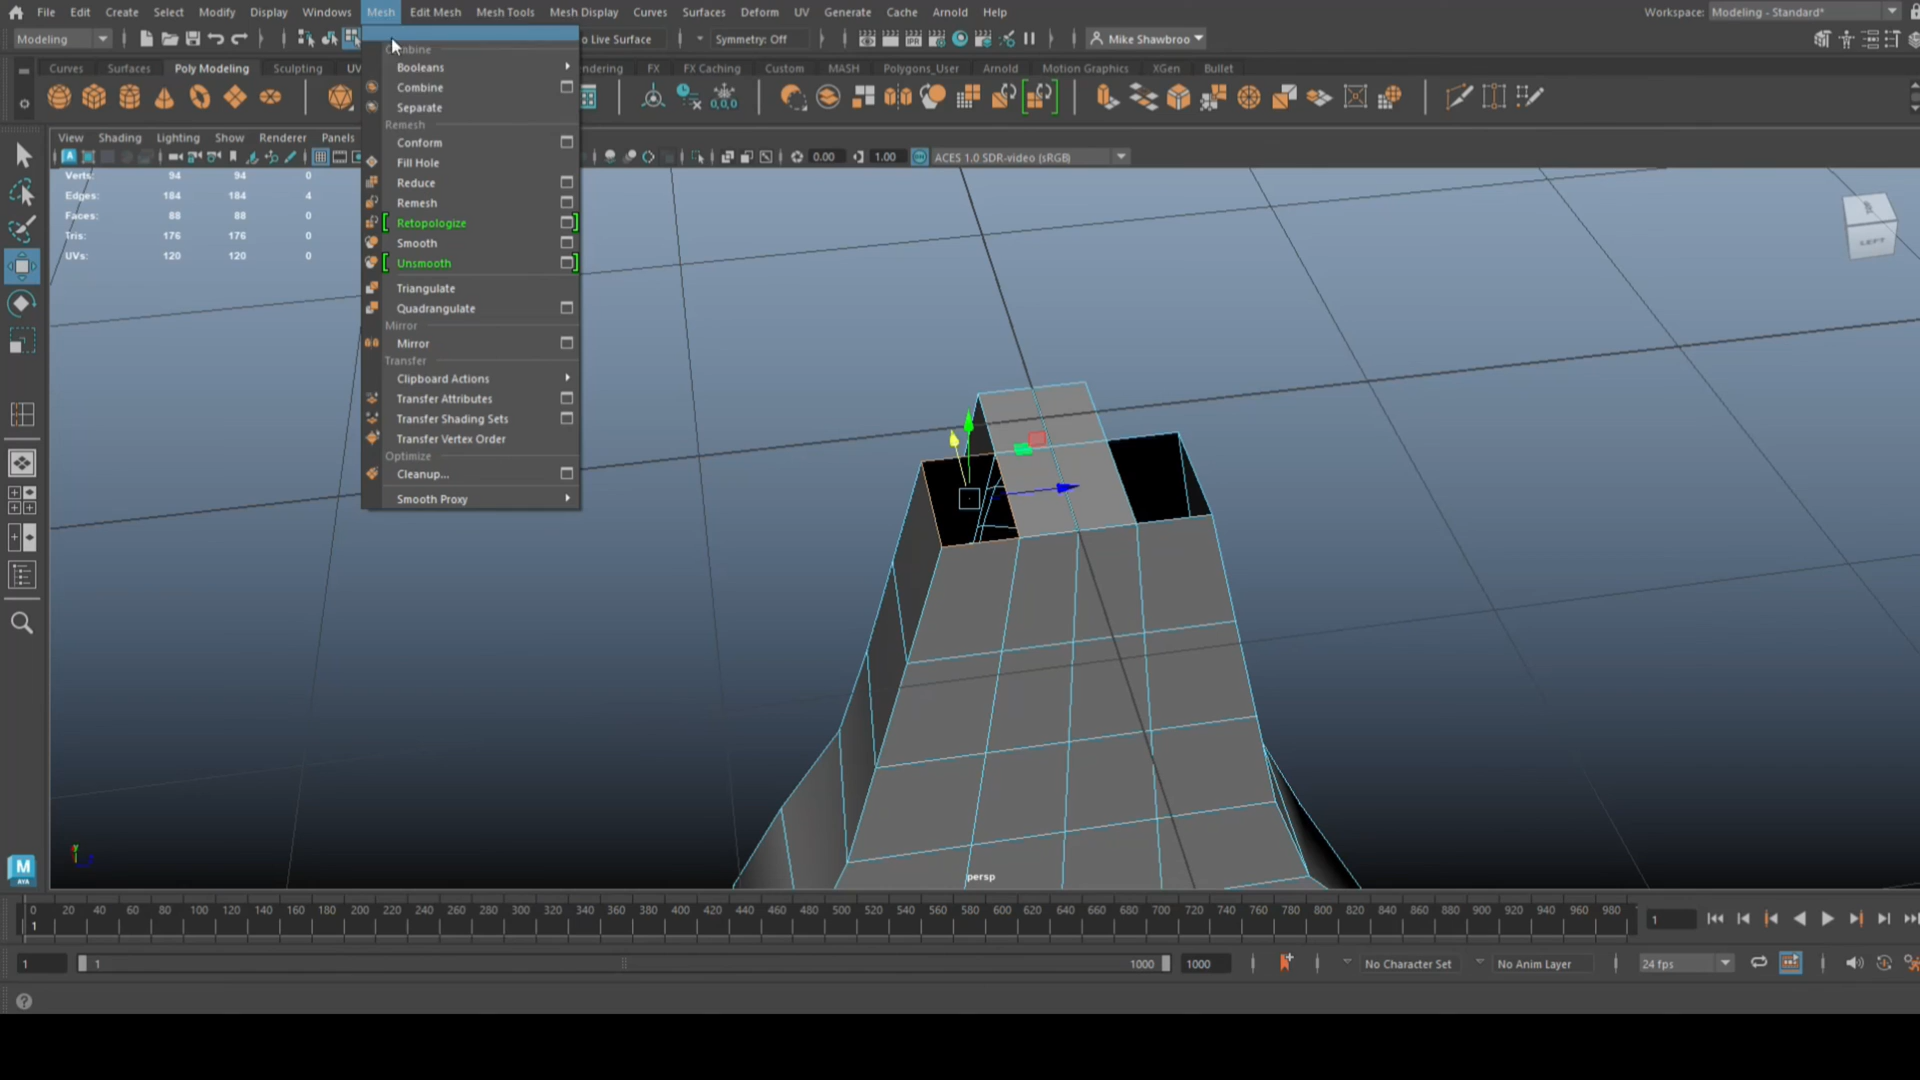 File Edit Create Select Modify Display Windows Mesh Edit Mesh Mesh Tools Mesh Display Curves Surfaces Deform UV Generate Cache Arnold Help Workspace: Modeling - Standard*
Modeling o Live Surface Symmetry: Off IPR Mike Shawbroo
Curves Surfaces Poly Modeling Sculpting UV ndering FX FX Caching Custom MASH Polygons_User Arnold Motion Graphics XGen Bullet
0,0,0
View Shading Lighting Show Renderer Panels
A 0.00 1.00 ACES 1.0 SDR-video (sRGB)
Verts: 94 94 0
Edges: 184 184 4
Faces: 88 88 0
Tris: 176 176 0
UVs: 120 120 0
Booleans
Combine
Separate
Remesh
Conform
Fill Hole
Reduce
Remesh
Retopologize
Smooth
Unsmooth
Triangulate
Quadrangulate
Mirror
Mirror
Transfer
Clipboard Actions
Transfer Attributes
Transfer Shading Sets
Transfer Vertex Order
Optimize
Cleanup...
Smooth Proxy
LEFT
persp
M
AYA
0 20 40 60 80 100 120 140 160 180 200 220 240 260 280 300 320 340 360 380 400 420 440 460 480 500 520 540 560 580 600 620 640 660 680 700 720 740 760 780 800 820 840 860 880 900 920 940 960 980
1 1
1 1 1000 1000 No Character Set No Anim Layer 24 fps